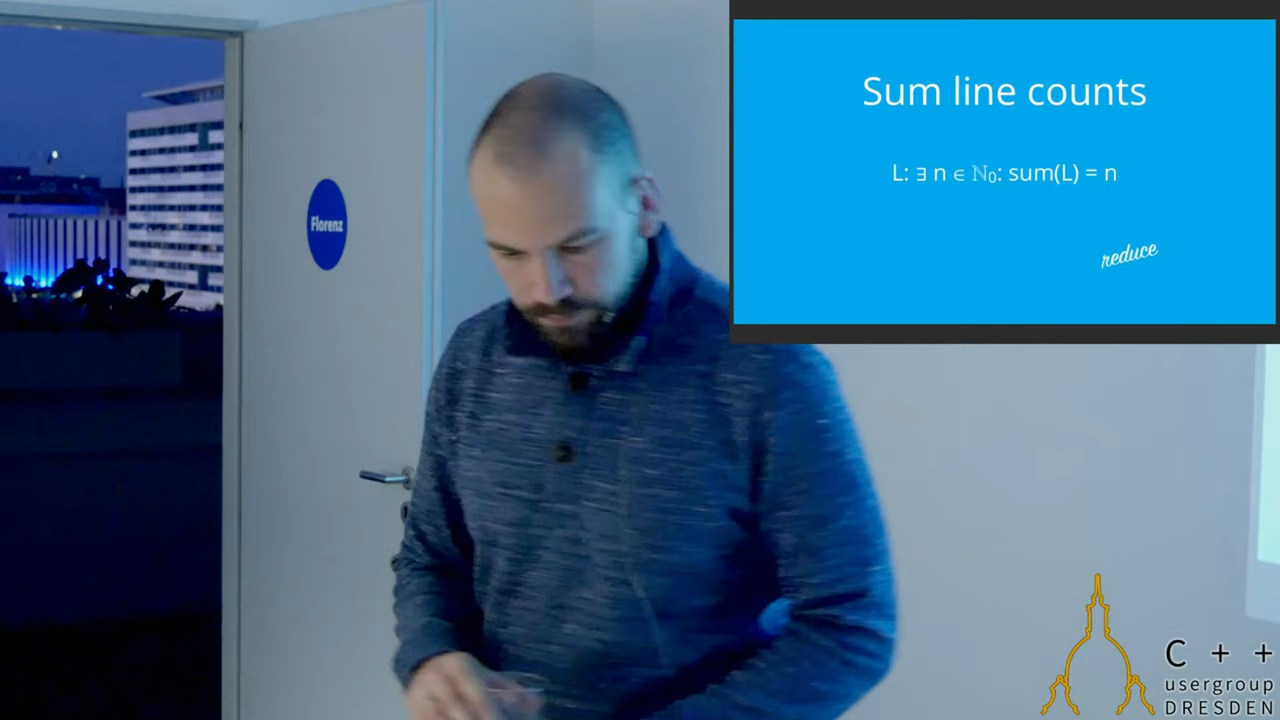 Florenz
Sum line counts
L: ∃ n ∈ ℕ₀: sum(L) = n
reduce
C + +
usergroup
DRESDEN